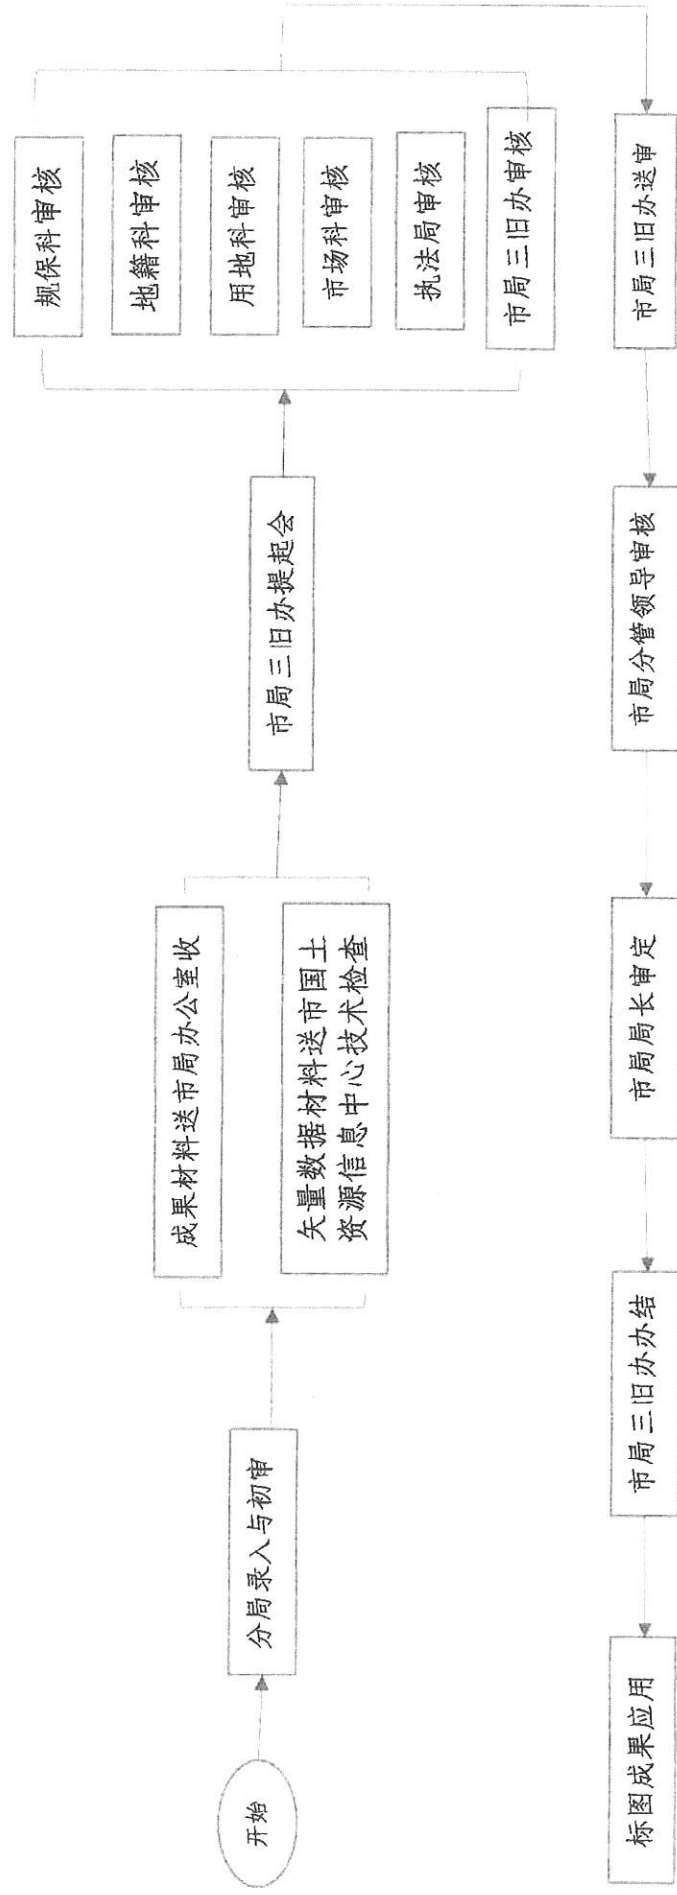 开始
分局录入与初审
成果材料送市局办公室收
矢量数据材料送市国土
资源信息中心技术检查
市局三旧办提起会
规保科审核
地籍科审核
用地科审核
市场科审核
执法局审核
市局三旧办审核
市局三旧办送审
市局分管领导审核
市局局长审定
市局三旧办办结
标图成果应用